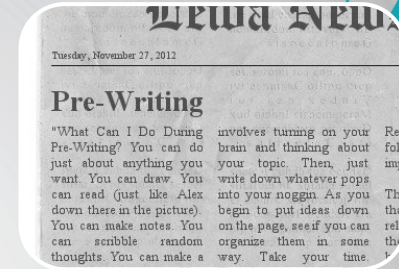 Tuesday, November 27, 2012
Pre-Writing
"What Can I Do During
Pre-Writing? You can do
just about anything you
want. You can draw. You
can read (just like Alex
down there in the picture).
You can make notes. You
can scribble random
thoughts. You can make a
involves turning on your
brain and thinking about
your topic. Then, just
write down whatever pops
into your noggin. As you
begin to put ideas down
on the page, see if you can
organize them in some
way. Take your time.